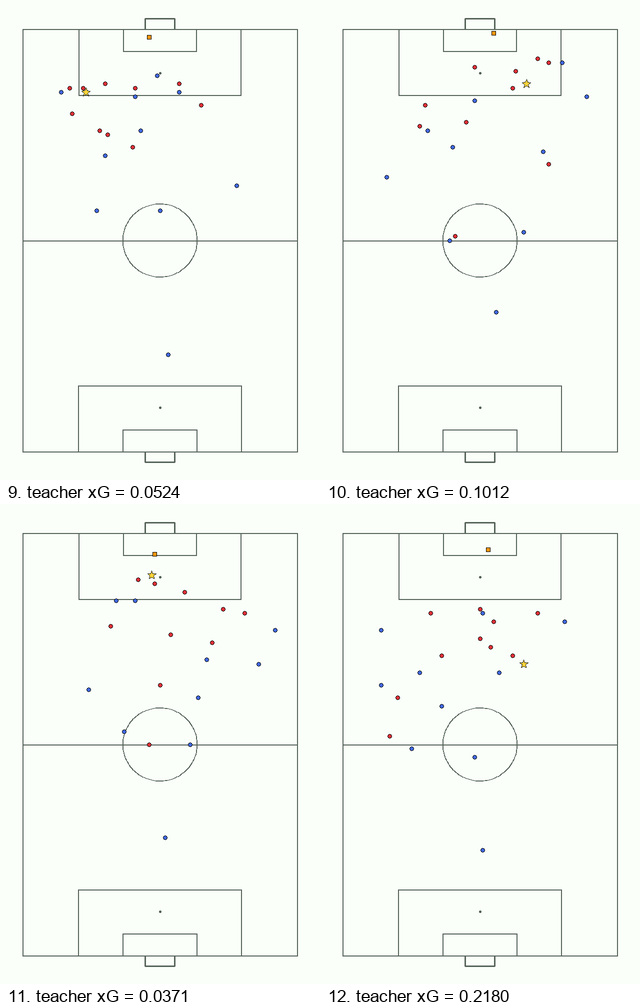 9. teacher xG = 0.0524
10. teacher xG = 0.1012
11. teacher xG = 0.0371
12. teacher xG = 0.2180